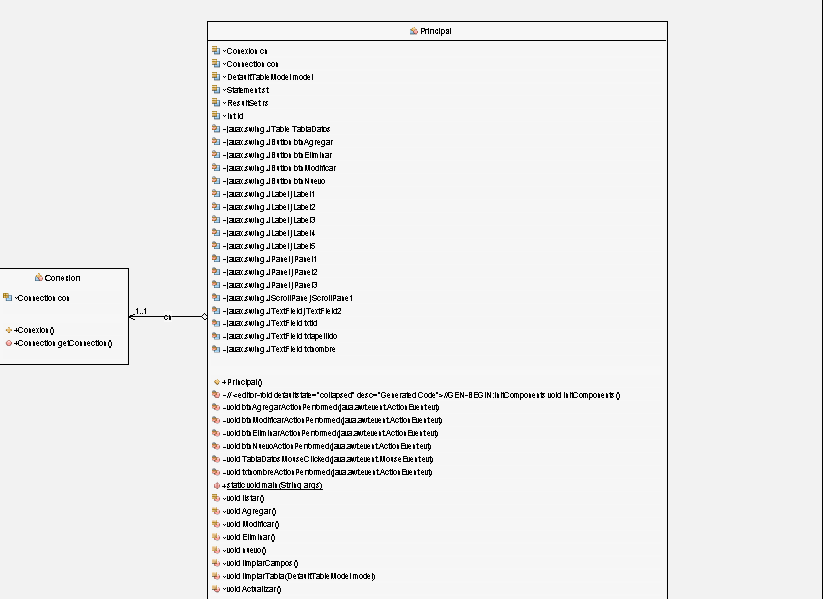 Principal
~Conexion cn
~Connection con
~DefaultTableModel model
~Statement st
~ResultSet rs
~int id
-javax.swing.JTable TablaDatos
-javax.swing.JButton btnAgregar
-javax.swing.JButton btnEliminar
-javax.swing.JButton btnModificar
-javax.swing.JButton btnNuevo
-javax.swing.JLabel jLabel1
-javax.swing.JLabel jLabel2
-javax.swing.JLabel jLabel3
-javax.swing.JLabel jLabel4
-javax.swing.JLabel jLabel5
-javax.swing.JPanel jPanel1
-javax.swing.JPanel jPanel2
-javax.swing.JPanel jPanel3
-javax.swing.JScrollPane jScrollPane1
-javax.swing.JTextField jTextField2
-javax.swing.JTextField txtid
-javax.swing.JTextField txtapellido
-javax.swing.JTextField txtnombre
+Principal()
-// <editor-fold defaultstate="collapsed" desc="Generated Code">//GEN-BEGIN:initComponents void initComponents()
-void btnAgregarActionPerformed(java.awt.event.ActionEvent evt)
-void btnModificarActionPerformed(java.awt.event.ActionEvent evt)
-void btnEliminarActionPerformed(java.awt.event.ActionEvent evt)
-void btnNuevoActionPerformed(java.awt.event.ActionEvent evt)
-void TablaDatosMouseClicked(java.awt.event.MouseEvent evt)
-void txtnombreActionPerformed(java.awt.event.ActionEvent evt)
+static void main(String args)
~void listar()
~void Agregar()
~void Modificar()
~void Eliminar()
~void nuevo()
~void limpiarCampos()
~void limpiarTabla(DefaultTableModel model)
~void Actualizar()
Conexion
~Connection con
+Conexion()
+Connection getConnection()
1..1
cn